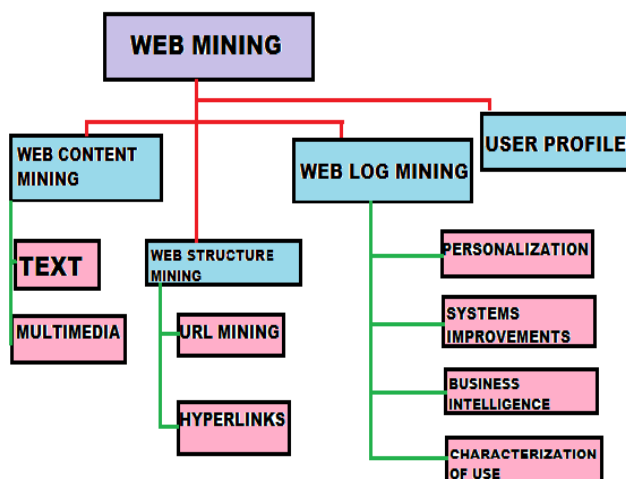 WEB MINING
WEB CONTENT
MINING
WEB LOG MINING
USER PROFILE
TEXT
MULTIMEDIA
WEB STRUCTURE
MINING
URL MINING
HYPERLINKS
PERSONALIZATION
SYSTEMS
IMPROVEMENTS
BUSINESS
INTELLIGENCE
CHARACTERIZATION
OF USE